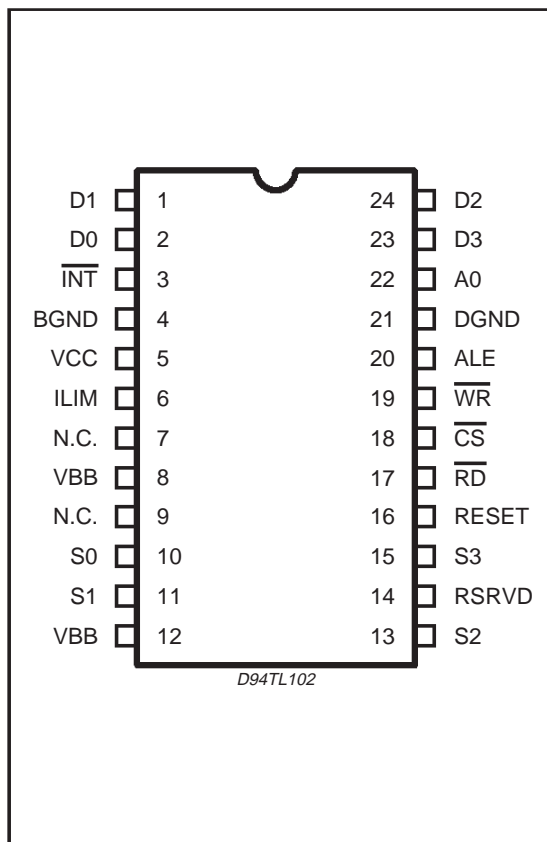 D1 1 24 D2
D0 2 23 D3
INT 3 22 A0
BGND 4 21 DGND
VCC 5 20 ALE
ILIM 6 19 WR
N.C. 7 18 CS
VBB 8 17 RD
N.C. 9 16 RESET
S0 10 15 S3
S1 11 14 RSRVD
VBB 12 13 S2
D94TL102